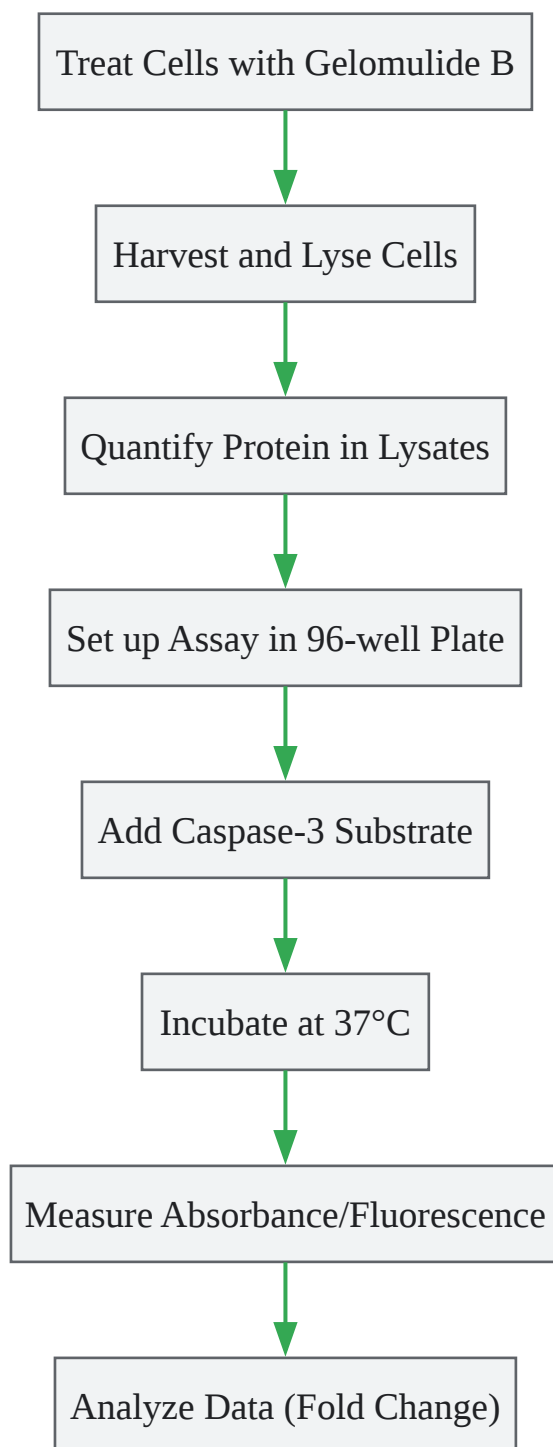 Treat Cells with Gelomulide B
Harvest and Lyse Cells
Quantify Protein in Lysates
Set up Assay in 96-well Plate
Add Caspase-3 Substrate
Incubate at 37°C
Measure Absorbance/Fluorescence
Analyze Data (Fold Change)